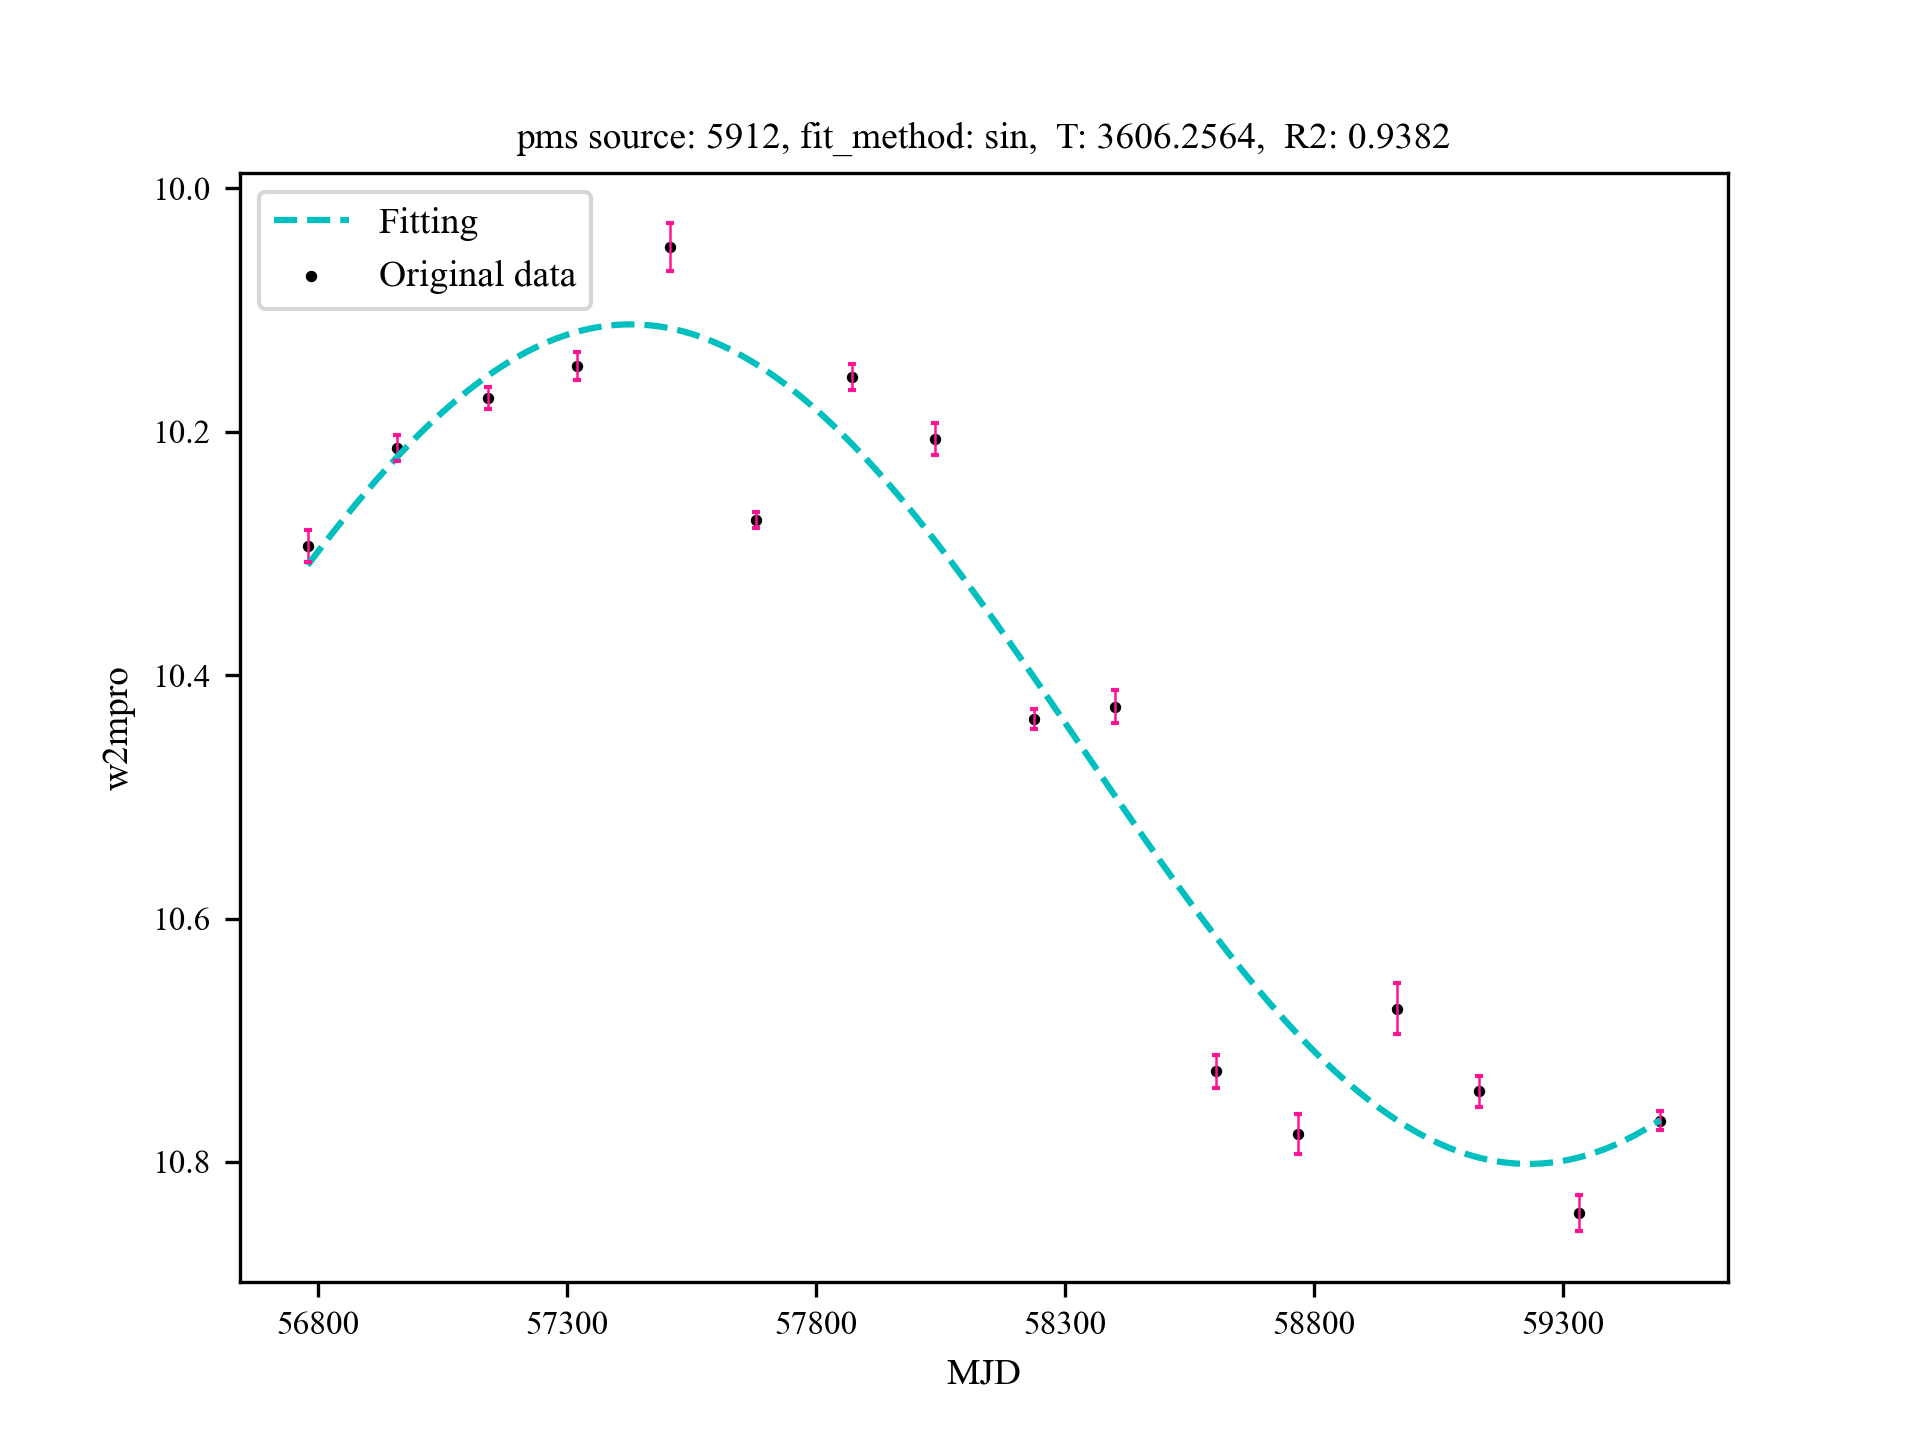 pms source: 5912, fit_method: sin,  T: 3606.2564,  R2: 0.9382
Fitting
Original data
10.0
10.2
10.4
10.6
10.8
w2mpro
56800 57300 57800 58300 58800 59300
MJD